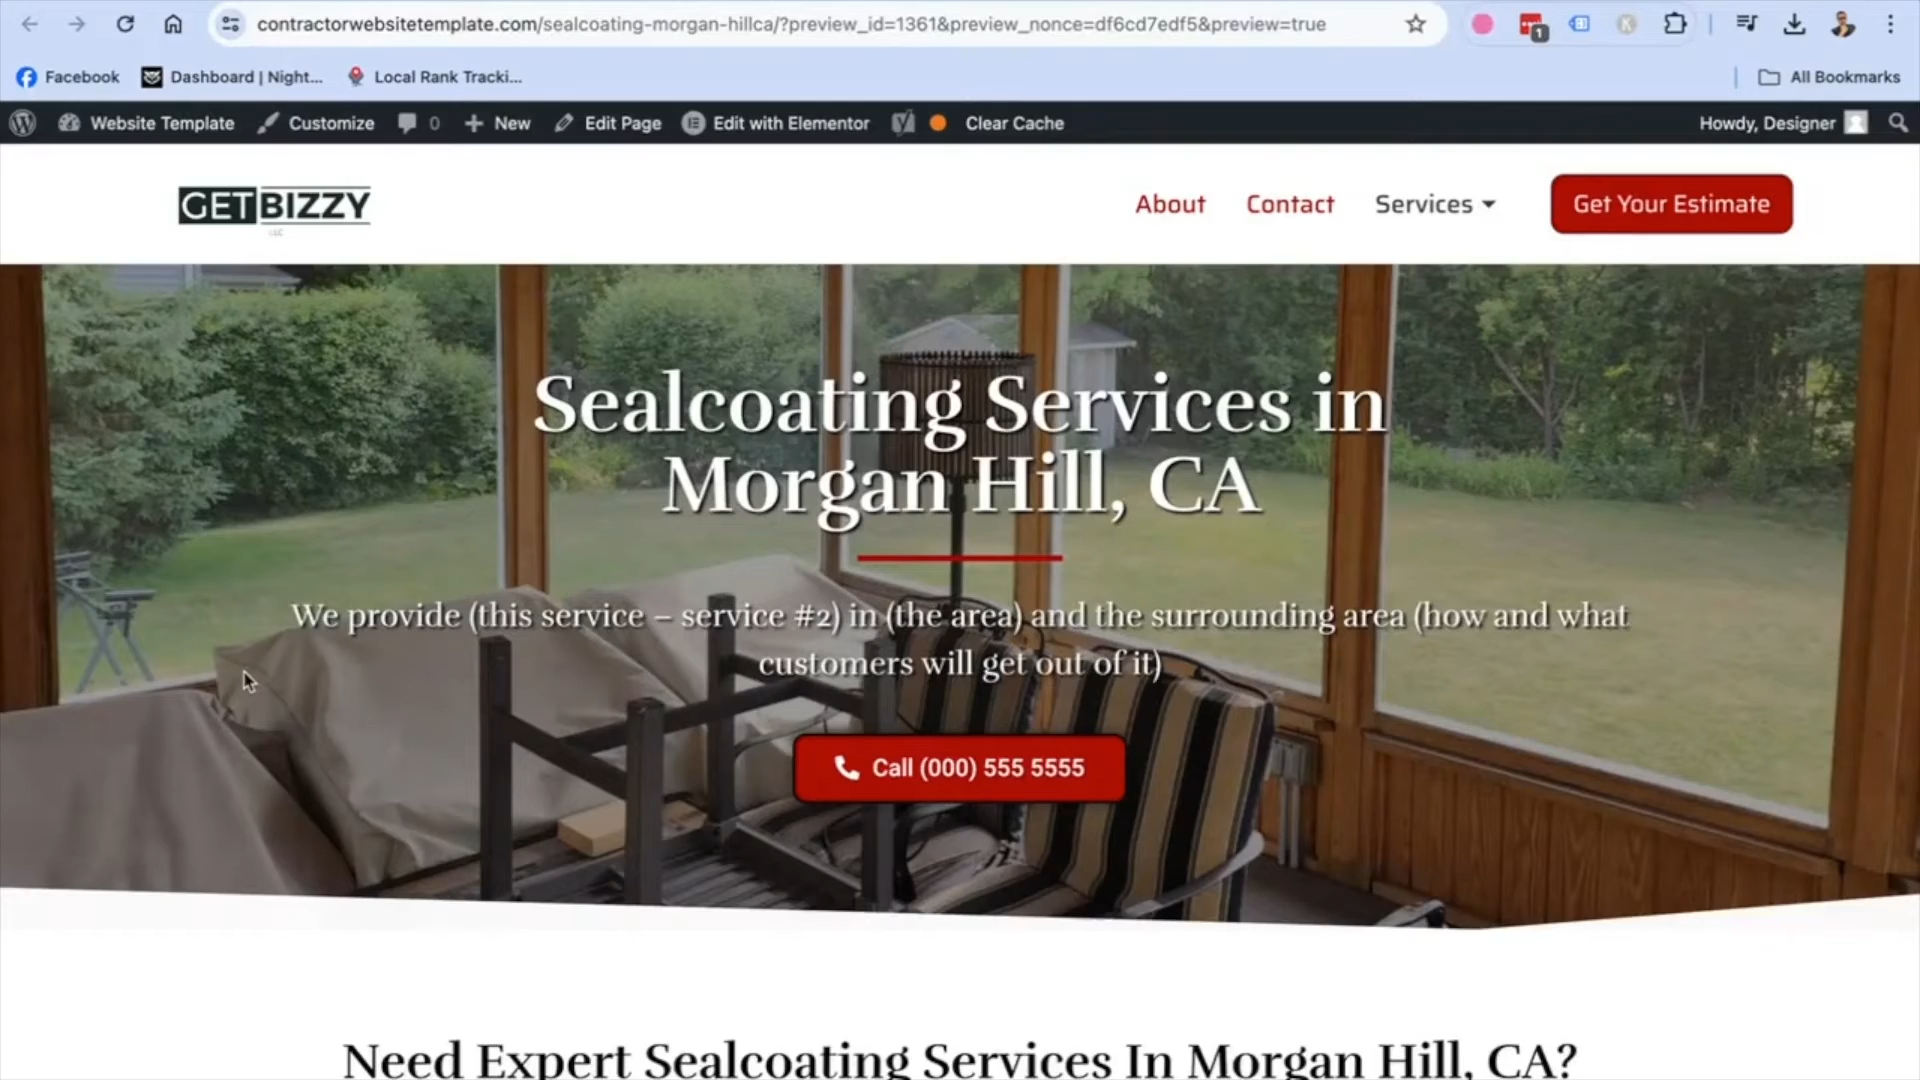 contractorwebsitetemplate.com/sealcoating-morgan-hillca/?preview_id=1361&preview_nonce=df6cd7edf5&preview=true
1
Facebook
Dashboard | Night...
Local Rank Tracki...
All Bookmarks
Website Template
Customize
0
New
Edit Page
Edit with Elementor
Clear Cache
Howdy, Designer
GET BIZZY
LLC
About
Contact
Services
Get Your Estimate
Sealcoating Services in
Morgan Hill, CA
We provide (this service – service #2) in (the area) and the surrounding area (how and what
customers will get out of it)
Call (000) 555 5555
Need Expert Sealcoating Services In Morgan Hill, CA?